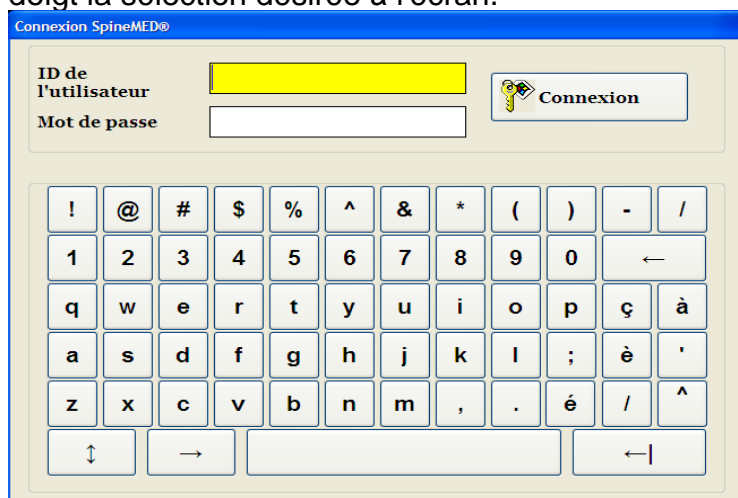 doigt la sélection désirée à l'écran.
Connexion SpineMED®
ID de
l'utilisateur
Connexion
Mot de passe
! @ # $ % ^ & * ( ) - /
1 2 3 4 5 6 7 8 9 0 ←
q w e r t y u i o p ç à
a s d f g h j k l ; è '
z x c v b n m , . é / ^
↕ → ←|